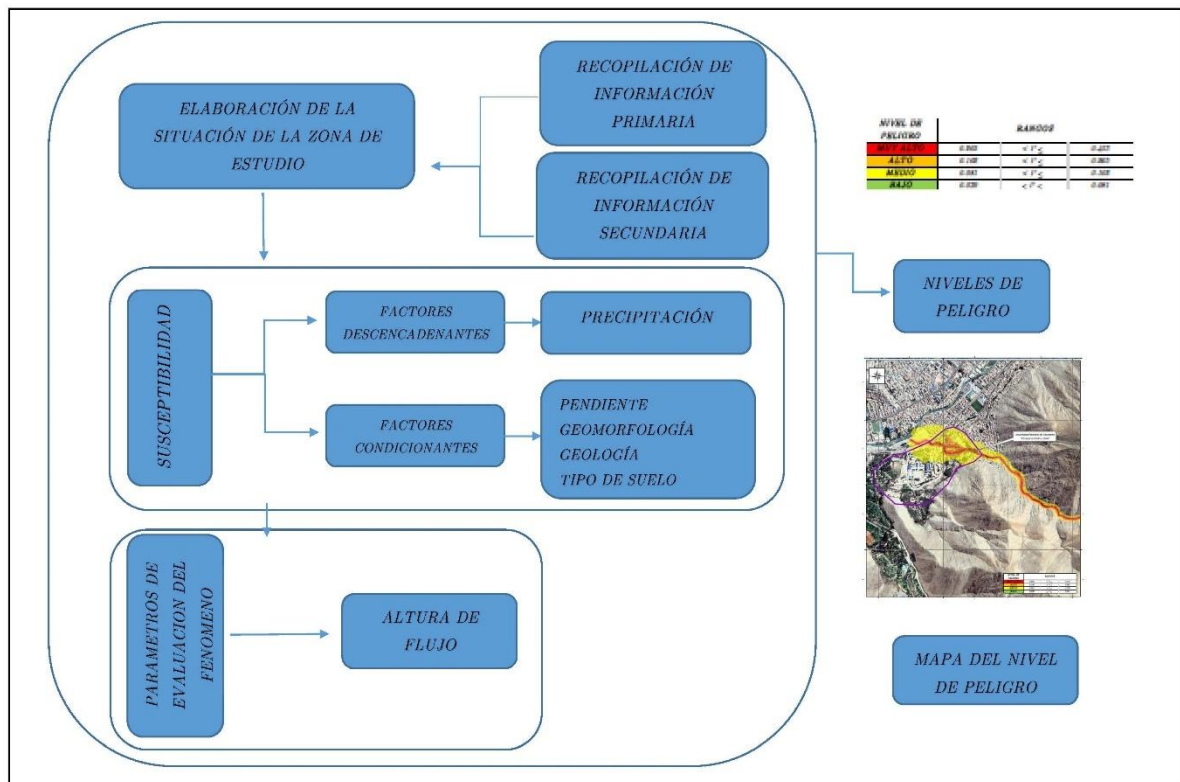 RECOPILACIÓN DE
INFORMACIÓN
PRIMARIA
ELABORACIÓN DE LA
SITUACIÓN DE LA ZONA DE
ESTUDIO
RECOPILACIÓN DE
INFORMACIÓN
SECUNDARIA
NIVEL DE
PELIGRO
RANGOS
MUY ALTO
ALTO
MEDIO
BAJO
NIVELES DE
PELIGRO
SUSCEPTIBILIDAD
FACTORES
DESCENCADENANTES
PRECIPITACIÓN
FACTORES
CONDICIONANTES
PENDIENTE
GEOMORFOLOGÍA
GEOLOGÍA
TIPO DE SUELO
PARAMETROS DE
EVALUACION DEL
FENOMENO
ALTURA DE
FLUJO
MAPA DEL NIVEL
DE PELIGRO